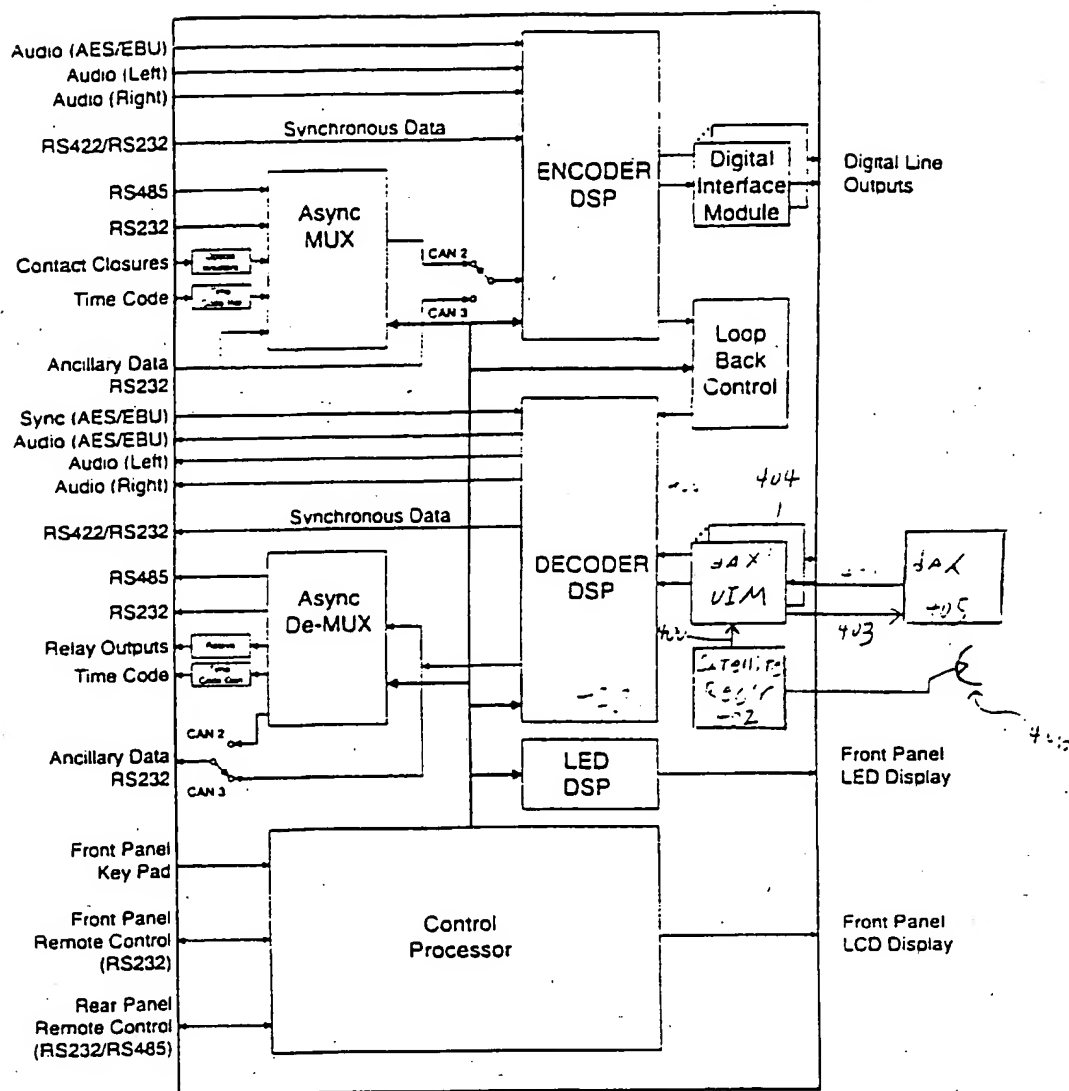 Audio (AES/EBU)
Audio (Left)
Audio (Right)
Synchronous Data
RS422/RS232
ENCODER
DSP
Digital
Interface
Module
Digital Line
Outputs
RS485
RS232
Contact Closures
Time Code
Async
MUX
CAN 2
CAN 3
Ancillary Data
RS232
Loop
Back
Control
Sync (AES/EBU)
Audio (AES/EBU)
Audio (Left)
Audio (Right)
Synchronous Data
RS422/RS232
DECODER
DSP
404
403
405
RS485
RS232
Relay Outputs
Time Code
Async
De-MUX
CAN 2
CAN 3
Ancillary Data
RS232
LED
DSP
Front Panel
LED Display
Front Panel
Key Pad
Front Panel
Remote Control
(RS232)
Rear Panel
Remote Control
(RS232/RS485)
Control
Processor
Front Panel
LCD Display